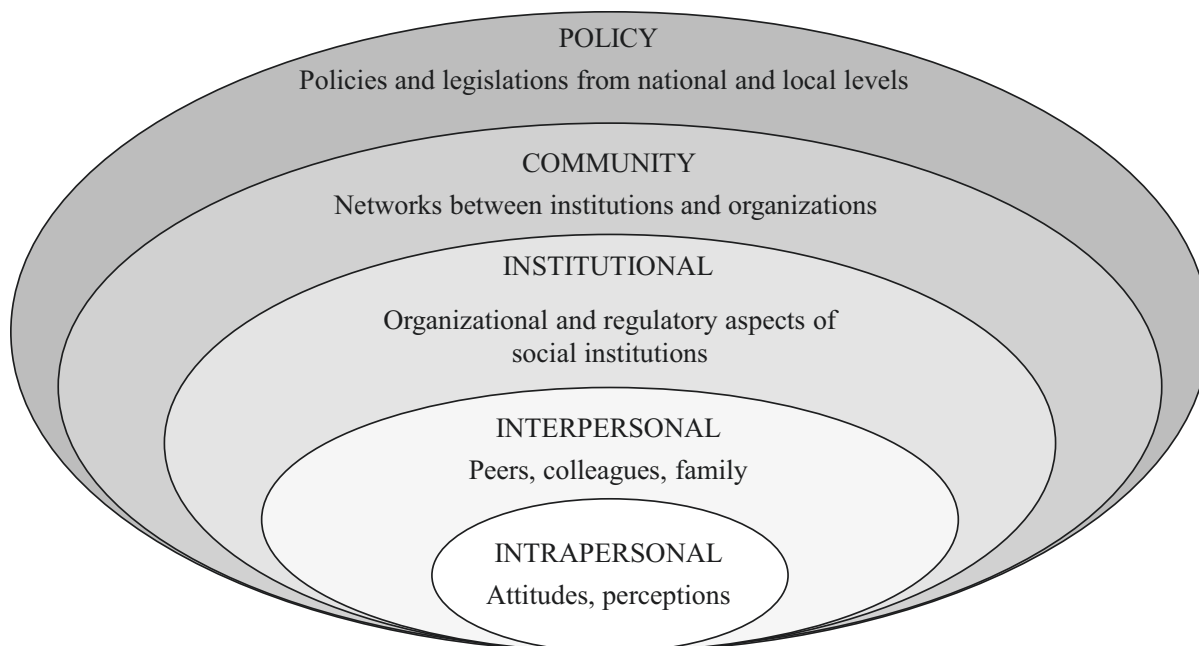 POLICY
Policies and legislations from national and local levels
COMMUNITY
Networks between institutions and organizations
INSTITUTIONAL
Organizational and regulatory aspects of
social institutions
INTERPERSONAL
Peers, colleagues, family
INTRAPERSONAL
Attitudes, perceptions